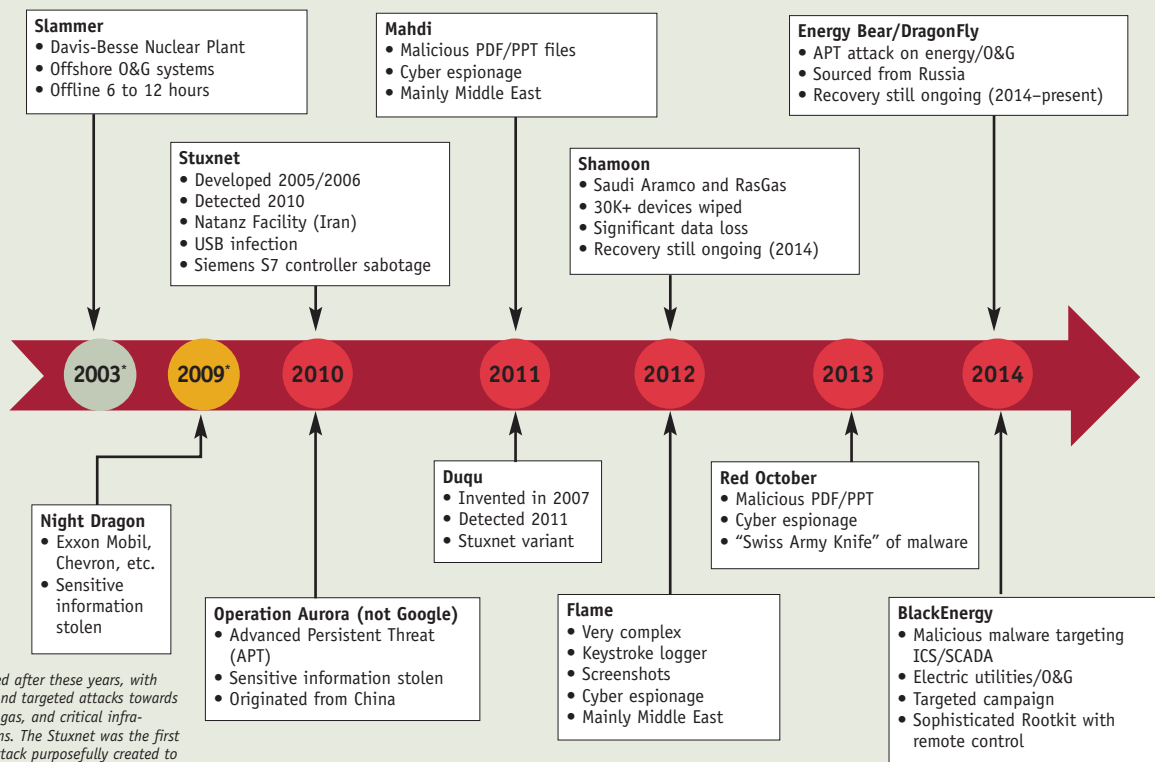 Slammer
• Davis-Besse Nuclear Plant
• Offshore O&G systems
• Offline 6 to 12 hours
Mahdi
• Malicious PDF/PPT files
• Cyber espionage
• Mainly Middle East
Energy Bear/DragonFly
• APT attack on energy/O&G
• Sourced from Russia
• Recovery still ongoing (2014–present)
Stuxnet
• Developed 2005/2006
• Detected 2010
• Natanz Facility (Iran)
• USB infection
• Siemens S7 controller sabotage
Shamoon
• Saudi Aramco and RasGas
• 30K+ devices wiped
• Significant data loss
• Recovery still ongoing (2014)
2003*
2009*
2010
2011
2012
2013
2014
Night Dragon
• Exxon Mobil,
Chevron, etc.
• Sensitive
information
stolen
Operation Aurora (not Google)
• Advanced Persistent Threat
(APT)
• Sensitive information stolen
• Originated from China
Duqu
• Invented in 2007
• Detected 2011
• Stuxnet variant
Flame
• Very complex
• Keystroke logger
• Screenshots
• Cyber espionage
• Mainly Middle East
Red October
• Malicious PDF/PPT
• Cyber espionage
• “Swiss Army Knife” of malware
BlackEnergy
• Malicious malware targeting
ICS/SCADA
• Electric utilities/O&G
• Targeted campaign
• Sophisticated Rootkit with
remote control
after these years, with
targeted attacks towards
gas, and critical infra-
The Stuxnet was the first
purposefully created to